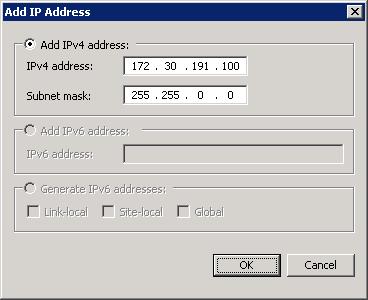 Add IP Address
Add IPv4 address:
IPv4 address: 172 . 30 . 191 . 100
Subnet mask: 255 . 255 . 0 . 0
Add IPv6 address:
IPv6 address:
Generate IPv6 addresses:
Link-local Site-local Global
OK Cancel